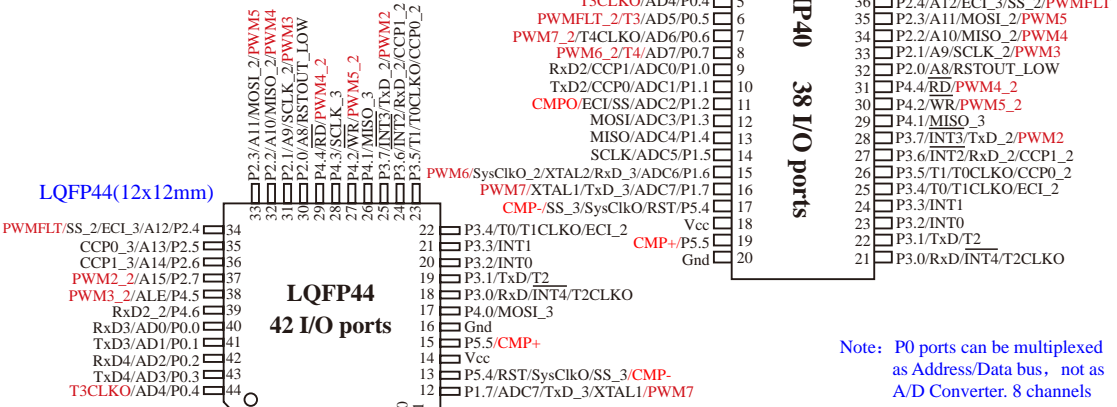 P2.3/A11/MOSI_2/PWM5
P2.2/A10/MISO_2/PWM4
P2.1/A9/SCLK_2/PWM3
P2.0/A8/RSTOUT_LOW
P4.4/RD/PWM4_2
P4.3/SCLK_3
P4.2/WR/PWM5_2
P4.1/MISO_3
P3.7/INT3/TxD_2/PWM2
P3.6/INT2/RxD_2/CCP1_2
P3.5/T1/T0CLKO/CCP0_2
33 32 31 30 29 28 27 26 25 24 23
LQFP44(12x12mm)
PWMFLT/SS_2/ECI_3/A12/P2.4 34
CCP0_3/A13/P2.5 35
CCP1_3/A14/P2.6 36
PWM2_2/A15/P2.7 37
PWM3_2/ALE/P4.5 38
RxD2_2/P4.6 39
RxD3/AD0/P0.0 40
TxD3/AD1/P0.1 41
RxD4/AD2/P0.2 42
TxD4/AD3/P0.3 43
T3CLKO/AD4/P0.4 44
LQFP44
42 I/O ports
22 P3.4/T0/T1CLKO/ECI_2
21 P3.3/INT1
20 P3.2/INT0
19 P3.1/TxD/T2
18 P3.0/RxD/INT4/T2CLKO
17 P4.0/MOSI_3
16 Gnd
15 P5.5/CMP+
14 Vcc
13 P5.4/RST/SysClkO/SS_3/CMP-
12 P1.7/ADC7/TxD_3/XTAL1/PWM7
T3CLKO/AD4/P0.4 5
PWMFLT_2/T3/AD5/P0.5 6
PWM7_2/T4CLKO/AD6/P0.6 7
PWM6_2/T4/AD7/P0.7 8
RxD2/CCP1/ADC0/P1.0 9
TxD2/CCP0/ADC1/P1.1 10
CMPO/ECI/SS/ADC2/P1.2 11
MOSI/ADC3/P1.3 12
MISO/ADC4/P1.4 13
SCLK/ADC5/P1.5 14
PWM6/SysClkO_2/XTAL2/RxD_3/ADC6/P1.6 15
PWM7/XTAL1/TxD_3/ADC7/P1.7 16
CMP-/SS_3/SysClkO/RST/P5.4 17
Vcc 18
CMP+/P5.5 19
Gnd 20
IP40 38 I/O ports
36 P2.4/A12/ECI_3/SS_2/PWMFLT
35 P2.3/A11/MOSI_2/PWM5
34 P2.2/A10/MISO_2/PWM4
33 P2.1/A9/SCLK_2/PWM3
32 P2.0/A8/RSTOUT_LOW
31 P4.4/RD/PWM4_2
30 P4.2/WR/PWM5_2
29 P4.1/MISO_3
28 P3.7/INT3/TxD_2/PWM2
27 P3.6/INT2/RxD_2/CCP1_2
26 P3.5/T1/T0CLKO/CCP0_2
25 P3.4/T0/T1CLKO/ECI_2
24 P3.3/INT1
23 P3.2/INT0
22 P3.1/TxD/T2
21 P3.0/RxD/INT4/T2CLKO
Note: P0 ports can be multiplexed
as Address/Data bus, not as
A/D Converter. 8 channels